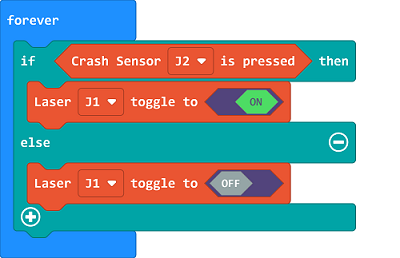 forever
if Crash Sensor J2 is pressed then
Laser J1 toggle to ON
else
Laser J1 toggle to OFF